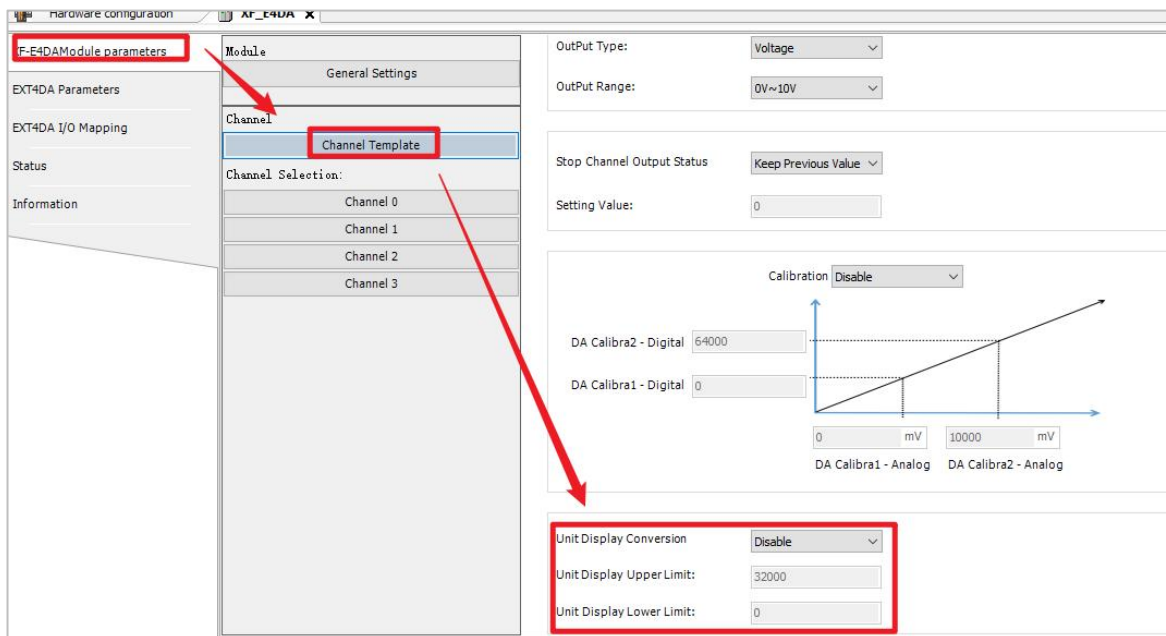 Hardware configuration
XF_E4DA X
XF-E4DAModule parameters
EXT4DA Parameters
EXT4DA I/O Mapping
Status
Information
Module
General Settings
Channel
Channel Template
Channel Selection:
Channel 0
Channel 1
Channel 2
Channel 3
OutPut Type: Voltage
OutPut Range: 0V~10V
Stop Channel Output Status Keep Previous Value
Setting Value: 0
Calibration Disable
DA Calibra2 - Digital 64000
DA Calibra1 - Digital 0
0 mV 10000 mV
DA Calibra1 - Analog DA Calibra2 - Analog
Unit Display Conversion Disable
Unit Display Upper Limit: 32000
Unit Display Lower Limit: 0